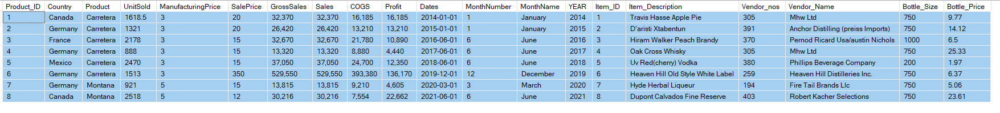 Product_ID Country Product UnitSold ManufacturingPrice SalePrice GrossSales Sales COGS Profit Dates MonthNumber MonthName YEAR Item_ID Item_Description Vendor_nos Vendor_Name Bottle_Size Bottle_Price
1 Canada Carretera 1618.5 3 20 32,370 32,370 16,185 16,185 2014-01-01 1 January 2014 1 Travis Hasse Apple Pie 305 Mhw Ltd 750 9.77
2 Germany Carretera 1321 3 20 26,420 26,420 13,210 13,210 2015-01-01 1 January 2015 2 D'aristi Xtabentun 391 Anchor Distilling (preiss Imports) 750 14.12
3 France Carretera 2178 3 15 32,670 32,670 21,780 10,890 2016-06-01 6 June 2016 3 Hiram Walker Peach Brandy 370 Pernod Ricard Usa/austin Nichols 1000 6.5
4 Germany Carretera 888 3 15 13,320 13,320 8,880 4,440 2017-06-01 6 June 2017 4 Oak Cross Whisky 305 Mhw Ltd 750 25.33
5 Mexico Carretera 2470 3 15 37,050 37,050 24,700 12,350 2018-06-01 6 June 2018 5 Uv Red(cherry) Vodka 380 Phillips Beverage Company 200 1.97
6 Germany Carretera 1513 3 350 529,550 529,550 393,380 136,170 2019-12-01 12 December 2019 6 Heaven Hill Old Style White Label 259 Heaven Hill Distilleries Inc. 750 6.37
7 Germany Montana 921 5 15 13,815 13,815 9,210 4,605 2020-03-01 3 March 2020 7 Hyde Herbal Liqueur 194 Fire Tail Brands Llc 750 5.06
8 Canada Montana 2518 5 12 30,216 30,216 7,554 22,662 2021-06-01 6 June 2021 8 Dupont Calvados Fine Reserve 403 Robert Kacher Selections 750 23.61